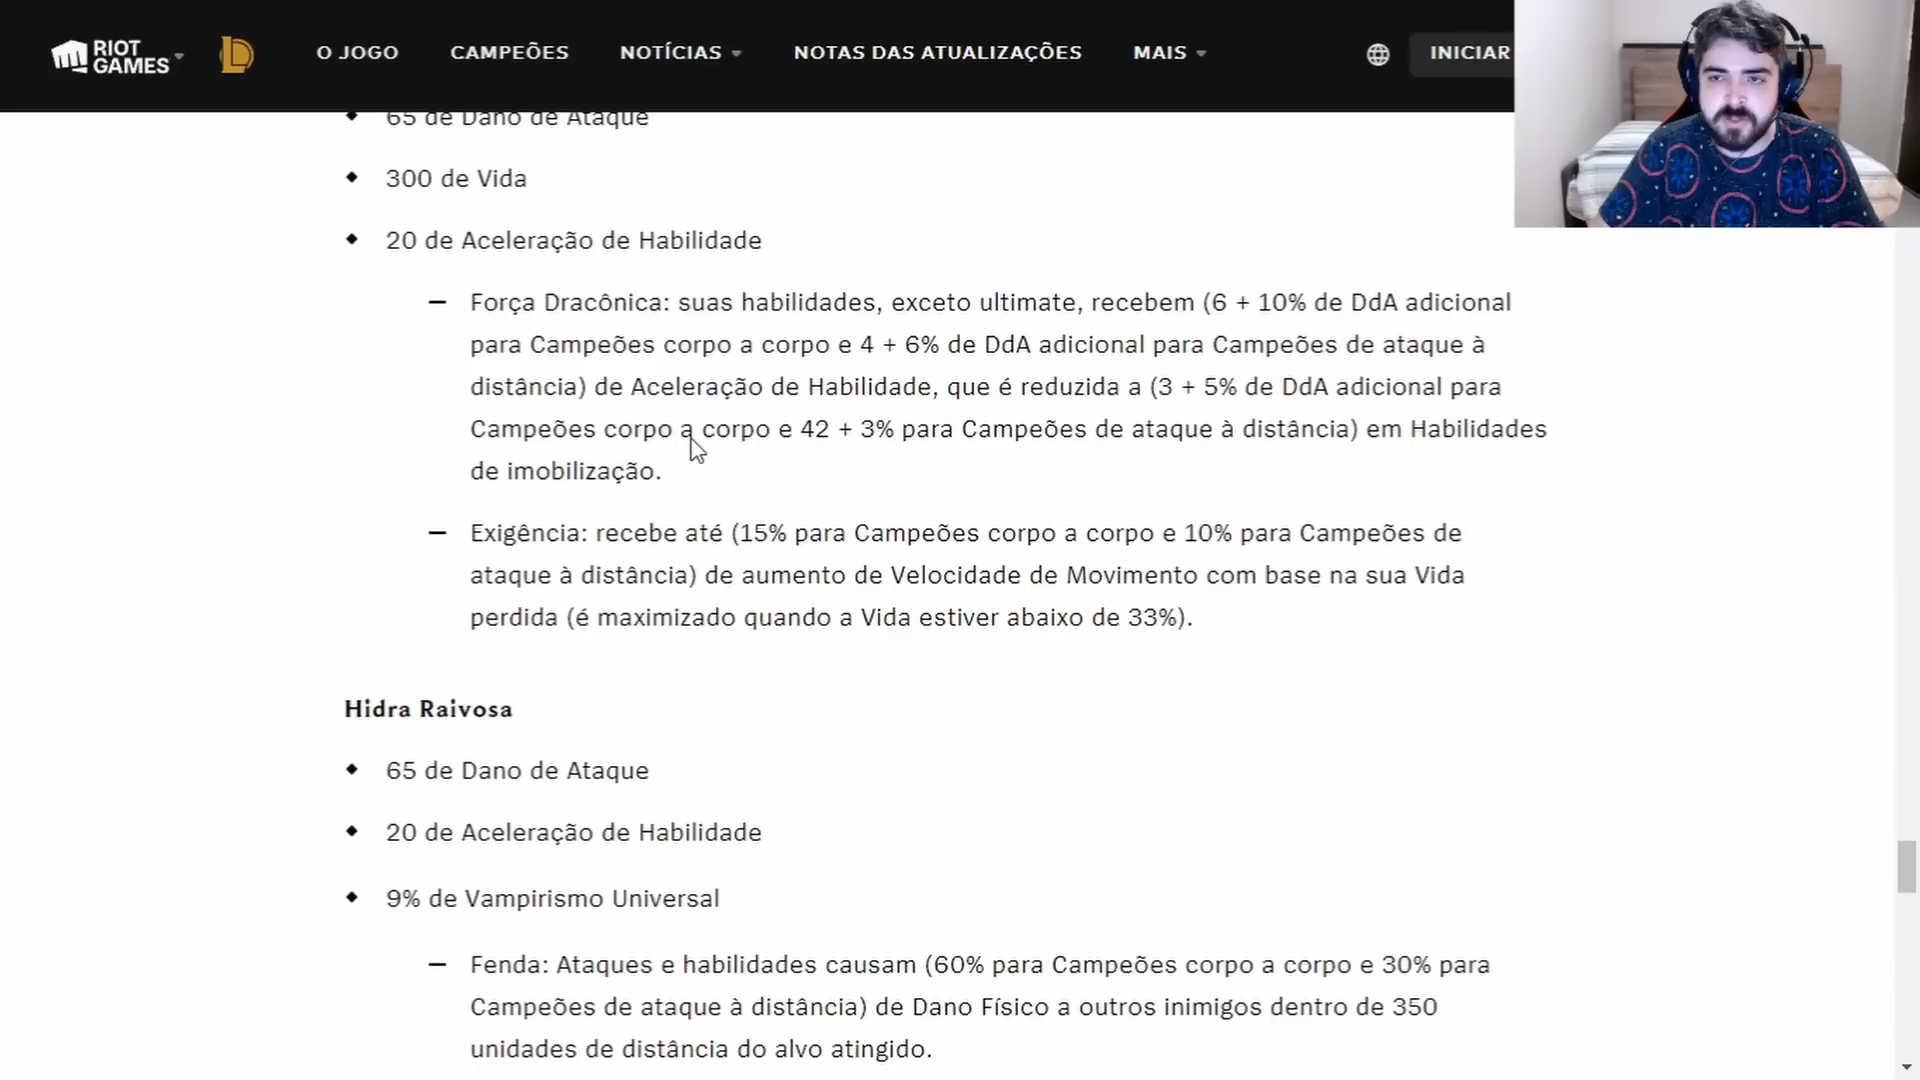 RIOT GAMES
O JOGO
CAMPEÕES
NOTÍCIAS
NOTAS DAS ATUALIZAÇÕES
MAIS
INICIAR
65 de Dano de Ataque
300 de Vida
20 de Aceleração de Habilidade
Força Dracônica: suas habilidades, exceto ultimate, recebem (6 + 10% de DdA adicional
para Campeões corpo a corpo e 4 + 6% de DdA adicional para Campeões de ataque à
distância) de Aceleração de Habilidade, que é reduzida a (3 + 5% de DdA adicional para
Campeões corpo a corpo e 42 + 3% para Campeões de ataque à distância) em Habilidades
de imobilização.
Exigência: recebe até (15% para Campeões corpo a corpo e 10% para Campeões de
ataque à distância) de aumento de Velocidade de Movimento com base na sua Vida
perdida (é maximizado quando a Vida estiver abaixo de 33%).
Hidra Raivosa
65 de Dano de Ataque
20 de Aceleração de Habilidade
9% de Vampirismo Universal
Fenda: Ataques e habilidades causam (60% para Campeões corpo a corpo e 30% para
Campeões de ataque à distância) de Dano Físico a outros inimigos dentro de 350
unidades de distância do alvo atingido.